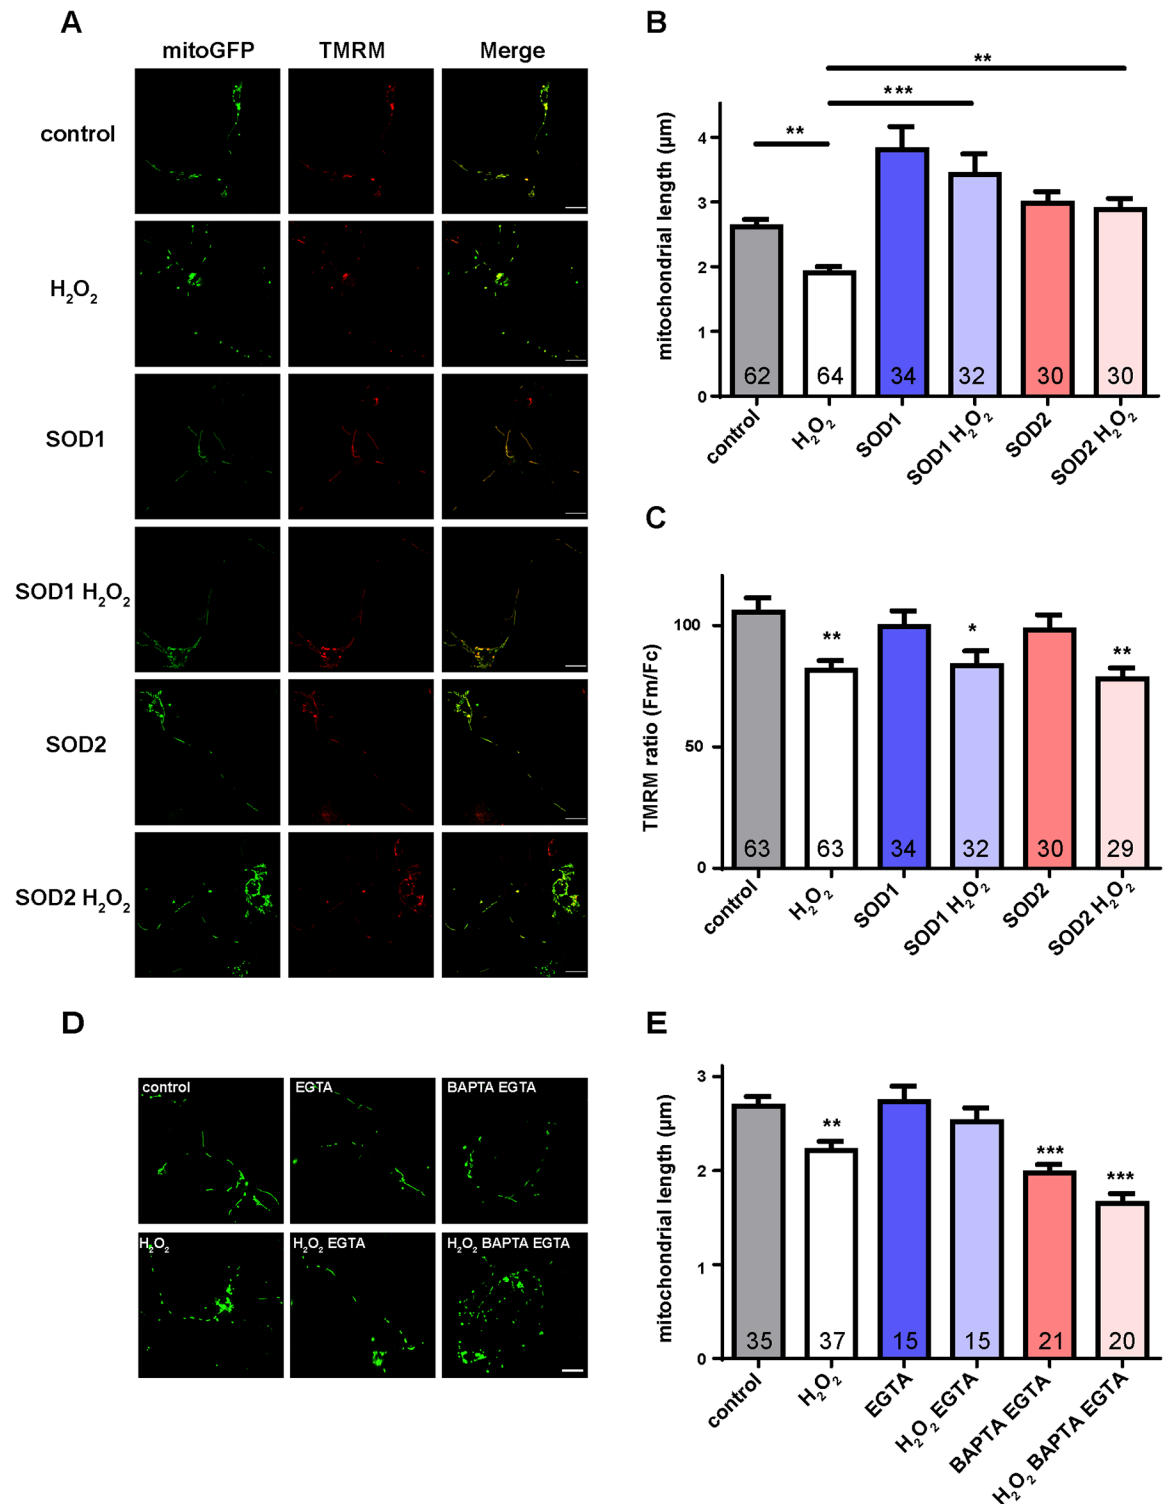 A
mitoGFP TMRM Merge
control
H₂O₂
SOD1
SOD1 H₂O₂
SOD2
SOD2 H₂O₂
B
**
***
**
mitochondrial length (µm)
4
3
2
1
0
62 64 34 32 30 30
control H₂O₂ SOD1 SOD1 H₂O₂ SOD2 SOD2 H₂O₂
C
TMRM ratio (Fm/Fc)
100
50
0
** * **
63 63 34 32 30 29
control H₂O₂ SOD1 SOD1 H₂O₂ SOD2 SOD2 H₂O₂
D
control EGTA BAPTA EGTA
H₂O₂ H₂O₂ EGTA H₂O₂ BAPTA EGTA
E
mitochondrial length (µm)
3
2
1
0
** *** ***
35 37 15 15 21 20
control H₂O₂ EGTA H₂O₂ EGTA BAPTA EGTA H₂O₂ BAPTA EGTA